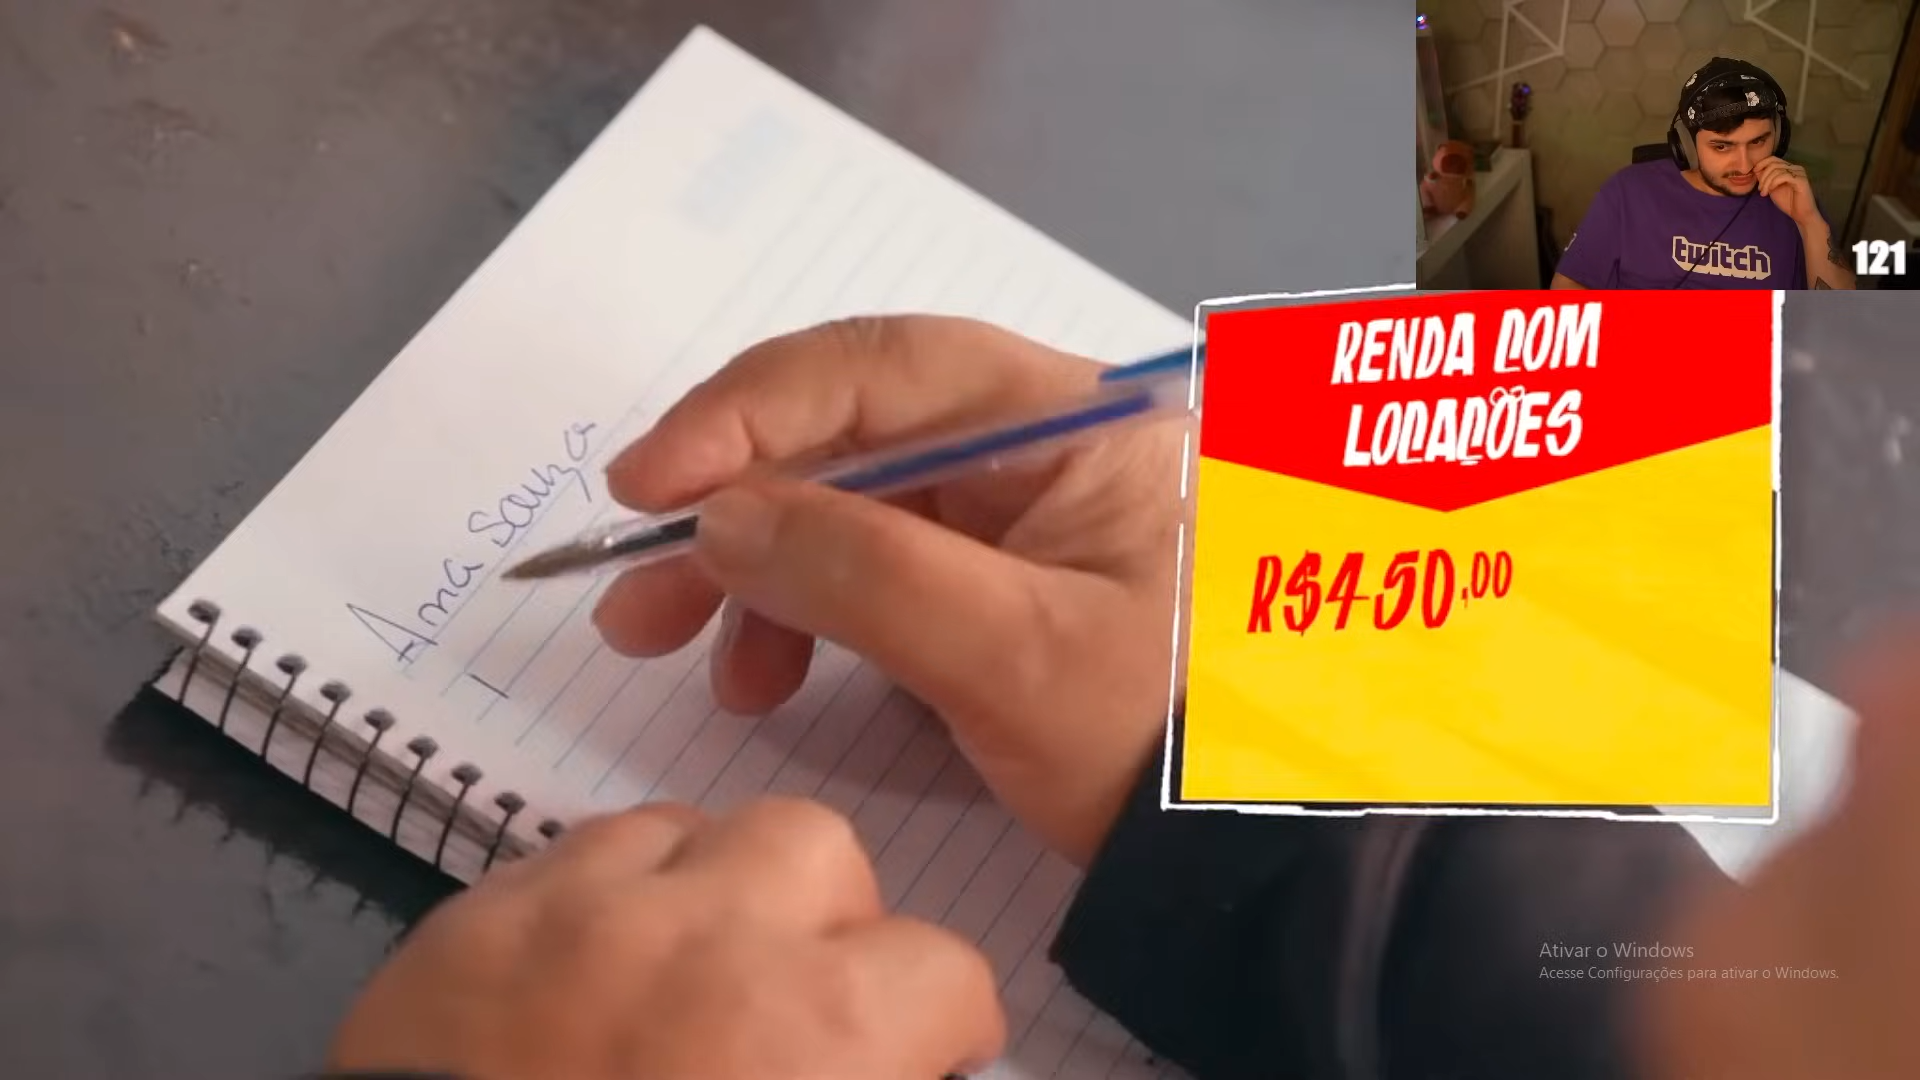 twitch
121
RENDA COM
LOCAÇÕES
R$450,00
Ana Souza
Ativar o Windows
Acesse Configurações para ativar o Windows.